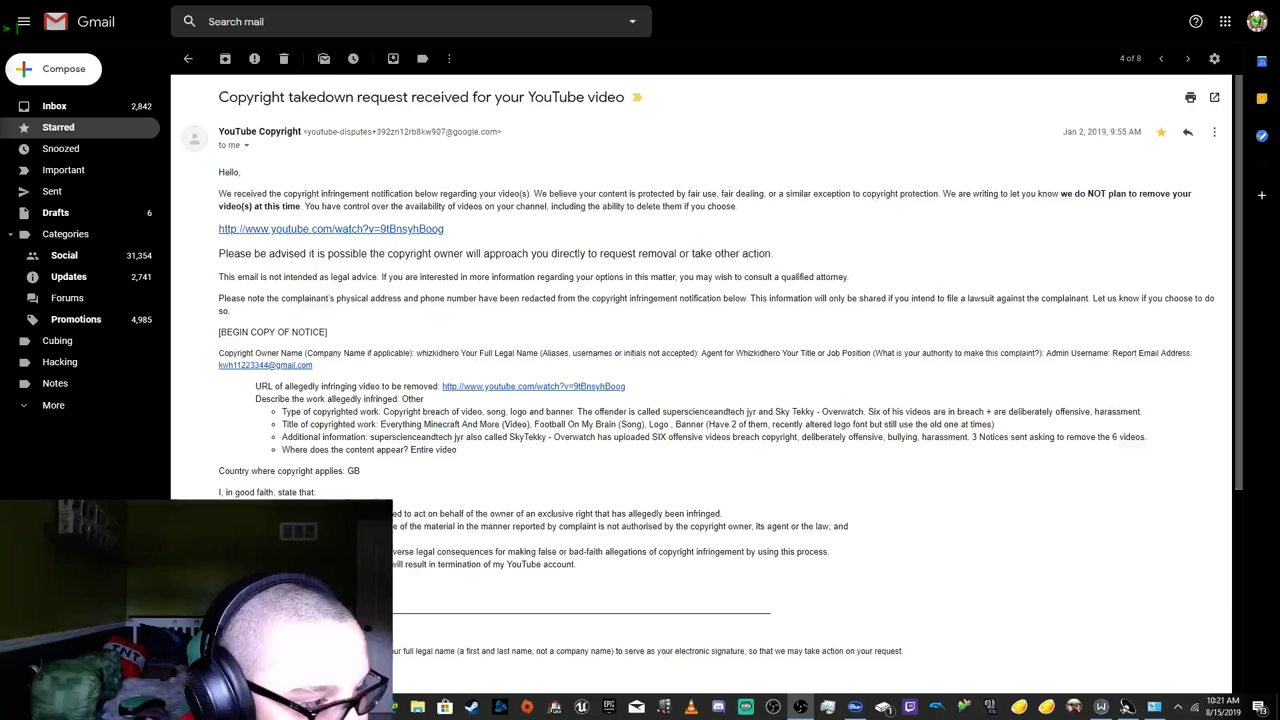 Gmail
Search mail
Compose
4 of 8
Inbox 2,842
Starred
Snoozed
Important
Sent
Drafts 6
Categories
Social 31,354
Updates 2,741
Forums
Promotions 4,985
Cubing
Hacking
Notes
More
Copyright takedown request received for your YouTube video
YouTube Copyright <youtube-disputes+392zn12rb8kw907@google.com>
Jan 2, 2019, 9:55 AM
to me
Hello,
We received the copyright infringement notification below regarding your video(s). We believe your content is protected by fair use, fair dealing, or a similar exception to copyright protection. We are writing to let you know we do NOT plan to remove your
video(s) at this time. You have control over the availability of videos on your channel, including the ability to delete them if you choose.
http://www.youtube.com/watch?v=9tBnsyhBoog
Please be advised it is possible the copyright owner will approach you directly to request removal or take other action.
This email is not intended as legal advice. If you are interested in more information regarding your options in this matter, you may wish to consult a qualified attorney.
Please note the complainant's physical address and phone number have been redacted from the copyright infringement notification below. This information will only be shared if you intend to file a lawsuit against the complainant. Let us know if you choose to do
so.
[BEGIN COPY OF NOTICE]
Copyright Owner Name (Company Name if applicable): whizkidhero Your Full Legal Name (Aliases, usernames or initials not accepted): Agent for Whizkidhero Your Title or Job Position (What is your authority to make this complaint?): Admin Username: Report Email Address:
kwh11223344@gmail.com
URL of allegedly infringing video to be removed: http://www.youtube.com/watch?v=9tBnsyhBoog
Describe the work allegedly infringed: Other
Type of copyrighted work: Copyright breach of video, song, logo and banner. The offender is called superscienceandtech jyr and Sky Tekky - Overwatch. Six of his videos are in breach + are deliberately offensive, harassment.
Title of copyrighted work: Everything Minecraft And More (Video), Football On My Brain (Song), Logo , Banner (Have 2 of them, recently altered logo font but still use the old one at times)
Additional information: superscienceandtech jyr also called SkyTekky - Overwatch has uploaded SIX offensive videos breach copyright, deliberately offensive, bullying, harassment. 3 Notices sent asking to remove the 6 videos.
Where does the content appear? Entire video
Country where copyright applies: GB
I, in good faith, state that:
ed to act on behalf of the owner of an exclusive right that has allegedly been infringed.
e of the material in the manner reported by complaint is not authorised by the copyright owner, its agent or the law; and
verse legal consequences for making false or bad-faith allegations of copyright infringement by using this process.
will result in termination of my YouTube account.
ur full legal name (a first and last name, not a company name) to serve as your electronic signature, so that we may take action on your request.
TNT
EPIC
10:21 AM
8/15/2019